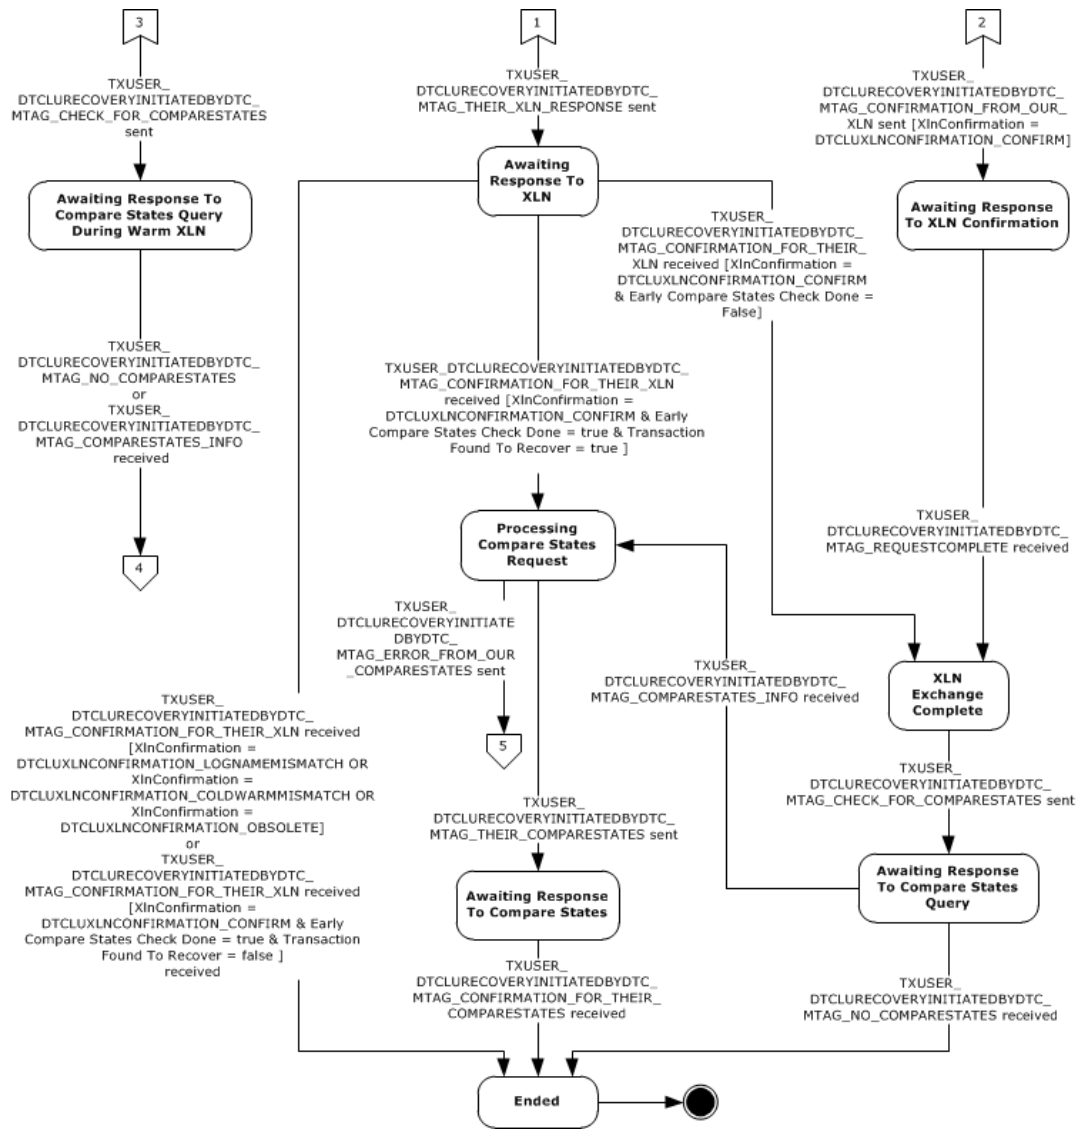 3
TXUSER_
DTCLURECOVERYINITIATEDBYDTC_
MTAG_CHECK_FOR_COMPARESTATES
sent
Awaiting Response To
Compare States Query
During Warm XLN
TXUSER_
DTCLURECOVERYINITIATEDBYDTC_
MTAG_NO_COMPARESTATES
or
TXUSER_
DTCLURECOVERYINITIATEDBYDTC_
MTAG_COMPARESTATES_INFO
received
4
1
TXUSER_
DTCLURECOVERYINITIATEDBYDTC_
MTAG_THEIR_XLN_RESPONSE sent
Awaiting
Response To
XLN
TXUSER_DTCLURECOVERYINITIATEDBYDTC_
MTAG_CONFIRMATION_FOR_THEIR_XLN
received [XlnConfirmation =
DTCLUXLNCONFIRMATION_CONFIRM & Early
Compare States Check Done = true & Transaction
Found To Recover = true ]
TXUSER_
DTCLURECOVERYINITIATEDBYDTC_
MTAG_CONFIRMATION_FOR_THEIR_
XLN received [XlnConfirmation =
DTCLUXLNCONFIRMATION_CONFIRM
& Early Compare States Check Done =
False]
2
TXUSER_
DTCLURECOVERYINITIATEDBYDTC_
MTAG_CONFIRMATION_FROM_OUR_
XLN sent [XlnConfirmation =
DTCLUXLNCONFIRMATION_CONFIRM]
Awaiting Response
To XLN Confirmation
TXUSER_
DTCLURECOVERYINITIATEDBYDTC_
MTAG_REQUESTCOMPLETE received
Processing
Compare States
Request
TXUSER_
DTCLURECOVERYINITIATE
DBYDTC_
MTAG_ERROR_FROM_OUR
_COMPARESTATES sent
5
TXUSER_
DTCLURECOVERYINITIATEDBYDTC_
MTAG_COMPARESTATES_INFO received
XLN
Exchange
Complete
TXUSER_
DTCLURECOVERYINITIATEDBYDTC_
MTAG_CHECK_FOR_COMPARESTATES sent
TXUSER_
DTCLURECOVERYINITIATEDBYDTC_
MTAG_CONFIRMATION_FOR_THEIR_XLN received
[XlnConfirmation =
DTCLUXLNCONFIRMATION_LOGNAMEMISMATCH OR
XlnConfirmation =
DTCLUXLNCONFIRMATION_COLDWARMMISMATCH OR
XlnConfirmation =
DTCLUXLNCONFIRMATION_OBSOLETE]
or
TXUSER_
DTCLURECOVERYINITIATEDBYDTC_
MTAG_CONFIRMATION_FOR_THEIR_XLN received
[XlnConfirmation =
DTCLUXLNCONFIRMATION_CONFIRM & Early
Compare States Check Done = true & Transaction
Found To Recover = false ]
received
TXUSER_
DTCLURECOVERYINITIATEDBYDTC_
MTAG_THEIR_COMPARESTATES sent
Awaiting Response
To Compare States
TXUSER_
DTCLURECOVERYINITIATEDBYDTC_
MTAG_CONFIRMATION_FOR_THEIR_
COMPARESTATES received
Awaiting Response
To Compare States
Query
TXUSER_
DTCLURECOVERYINITIATEDBYDTC_
MTAG_NO_COMPARESTATES received
Ended